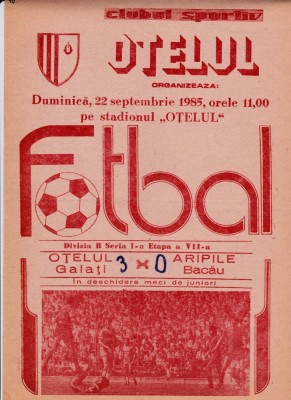 clubul sportiv
OȚELUL
ORGANIZEAZA:
Duminică, 22 septembrie 1985, orele 11,00
pe stadionul „OȚELUL"
Fotbal
Divizia B Seria I-a Etapa a VII-a
OȚELUL Galați 3 x 0 ARIPILE Bacău
în deschidere meci de juniori